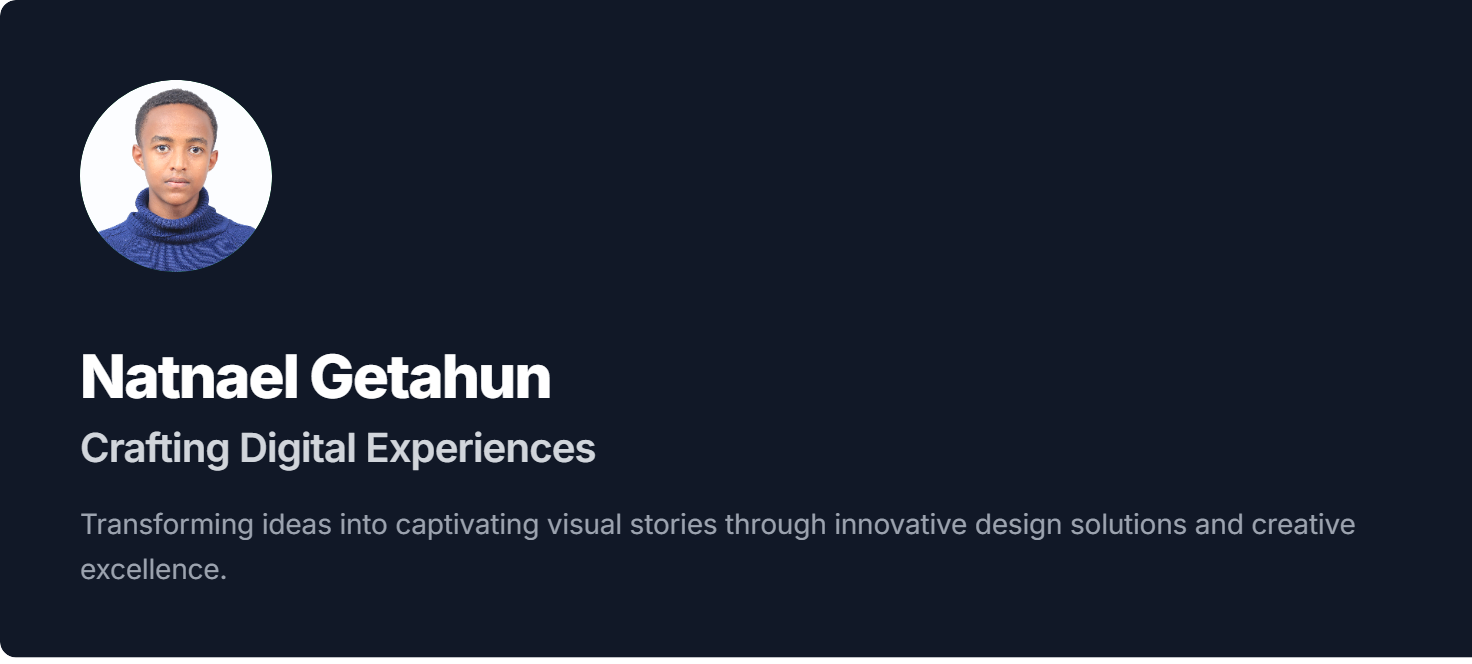 Natnael Getahun
Crafting Digital Experiences
Transforming ideas into captivating visual stories through innovative design solutions and creative
excellence.